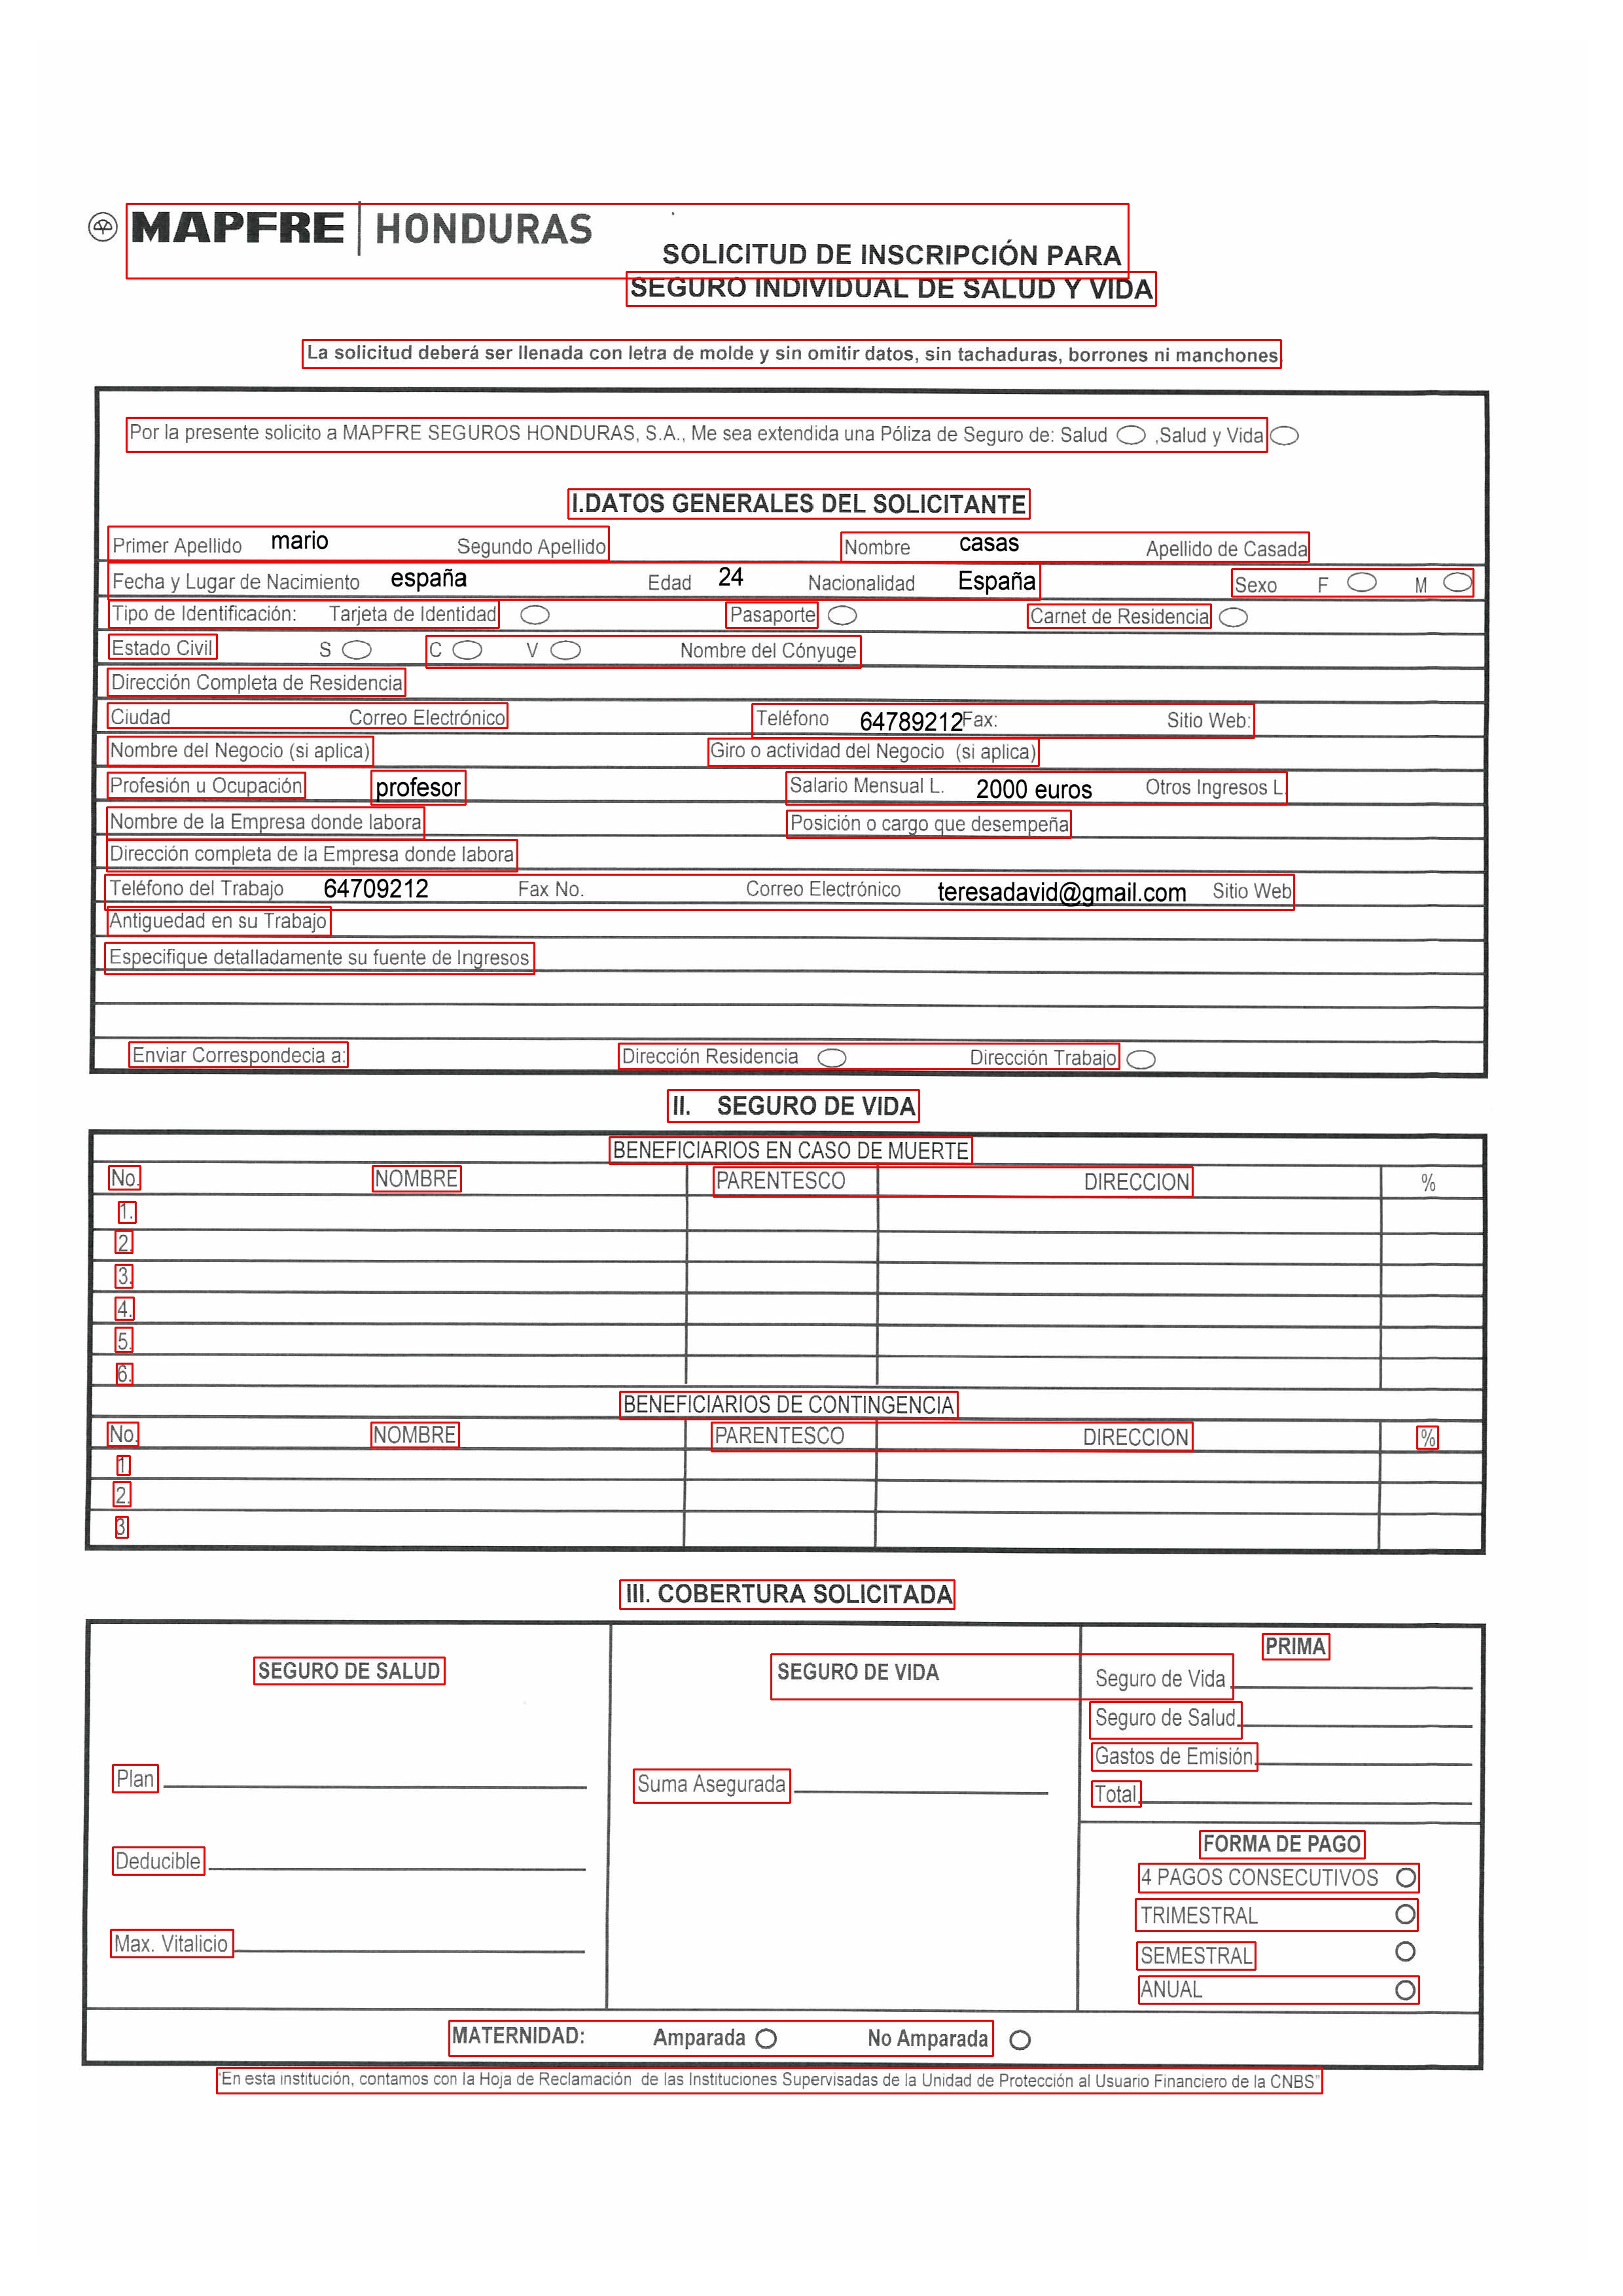 MAPFRE | HONDURAS
SOLICITUD DE INSCRIPCIÓN PARA
SEGURO INDIVIDUAL DE SALUD Y VIDA
La solicitud deberá ser llenada con letra de molde y sin omitir datos, sin tachaduras, borrones ni manchones.
Por la presente solicito a MAPFRE SEGUROS HONDURAS, S.A., Me sea extendida una Póliza de Seguro de: Salud ,Salud y Vida
I.DATOS GENERALES DEL SOLICITANTE
Primer Apellido mario Segundo Apellido Nombre casas Apellido de Casada
Fecha y Lugar de Nacimiento españa Edad 24 Nacionalidad España Sexo F M
Tipo de Identificación: Tarjeta de Identidad Pasaporte Carnet de Residencia
Estado Civil S C V Nombre del Cónyuge
Dirección Completa de Residencia
Ciudad Correo Electrónico Teléfono 64789212 Fax: Sitio Web:
Nombre del Negocio (si aplica) Giro o actividad del Negocio (si aplica)
Profesión u Ocupación profesor Salario Mensual L. 2000 euros Otros Ingresos L.
Nombre de la Empresa donde labora Posición o cargo que desempeña
Dirección completa de la Empresa donde labora
Teléfono del Trabajo 64709212 Fax No. Correo Electrónico teresadavid@gmail.com Sitio Web
Antiguedad en su Trabajo
Especifique detalladamente su fuente de Ingresos
Enviar Correspondecia a: Dirección Residencia Dirección Trabajo
II. SEGURO DE VIDA
BENEFICIARIOS EN CASO DE MUERTE
No. NOMBRE PARENTESCO DIRECCION %
1.
2.
3.
4.
5.
6.
BENEFICIARIOS DE CONTINGENCIA
No. NOMBRE PARENTESCO DIRECCION %
1
2.
3
III. COBERTURA SOLICITADA
SEGURO DE SALUD
Plan
Deducible
Max. Vitalicio
SEGURO DE VIDA
Suma Asegurada
PRIMA
Seguro de Vida
Seguro de Salud
Gastos de Emisión
Total
FORMA DE PAGO
4 PAGOS CONSECUTIVOS
TRIMESTRAL
SEMESTRAL
ANUAL
MATERNIDAD: Amparada No Amparada
"En esta institución, contamos con la Hoja de Reclamación de las Instituciones Supervisadas de la Unidad de Protección al Usuario Financiero de la CNBS"